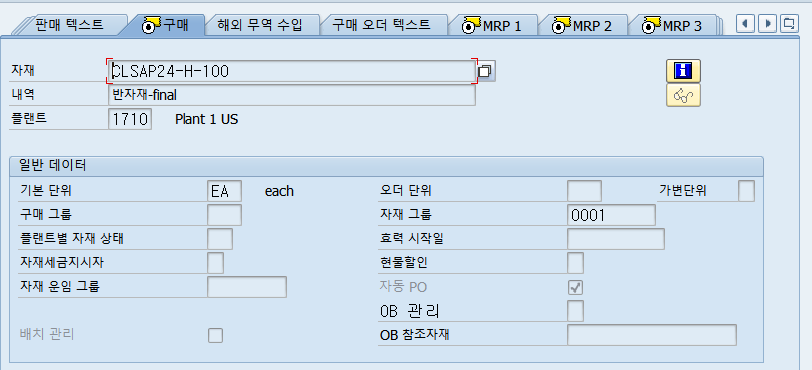 판매 텍스트 구매 해외 무역 수입 구매 오더 텍스트 MRP 1 MRP 2 MRP 3
자재 CLSAP24-H-100
내역 반자재-final
플랜트 1710 Plant 1 US
일반 데이터
기본 단위 EA each 오더 단위 가변단위
구매 그룹 자재 그룹 0001
플랜트별 자재 상태 효력 시작일
자재세금지시자 현물할인
자재 운임 그룹 자동 PO
OB 관리
배치 관리 OB 참조자재